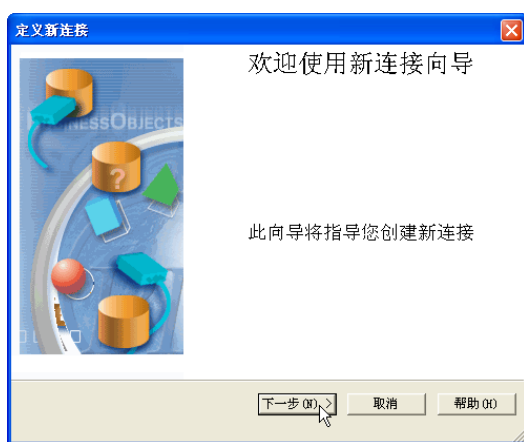 定义新连接
欢迎使用新连接向导
INESSOBJECTS
此向导将指导您创建新连接
下一步(N) >
取消
帮助(H)